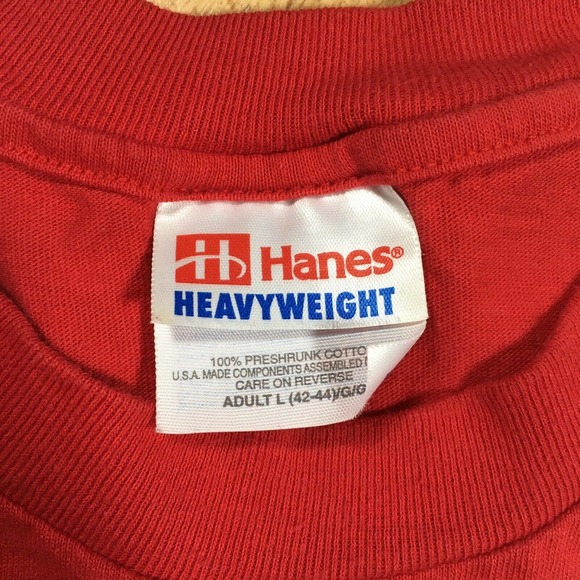 Hanes®
HEAVYWEIGHT
100% PRESHRUNK COTTO
U.S.A. MADE COMPONENTS ASSEMBLED
CARE ON REVERSE
ADULT L (42-44)/G/G